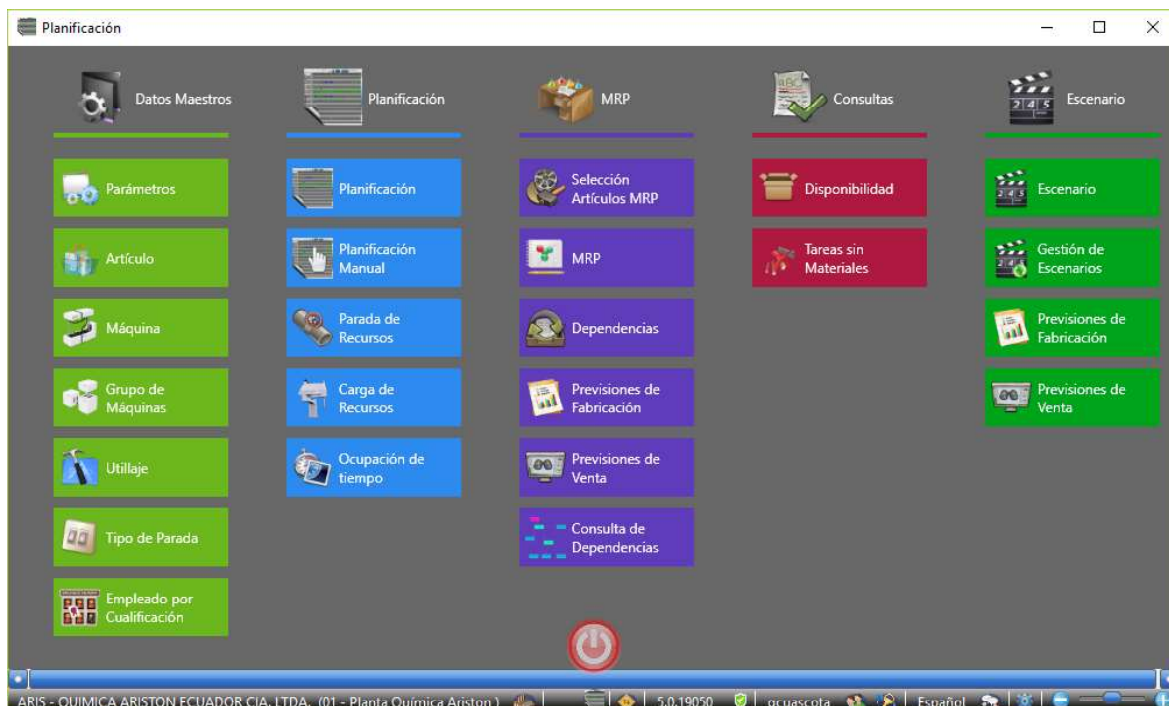 Planificación
Datos Maestros
Parámetros
Artículo
Máquina
Grupo de
Máquinas
Utillaje
Tipo de Parada
Empleado por
Cualificación
Planificación
Planificación
Planificación
Manual
Parada de
Recursos
Carga de
Recursos
Ocupación de
tiempo
MRP
Selección
Artículos MRP
MRP
Dependencias
Previsiones de
Fabricación
Previsiones de
Venta
Consulta de
Dependencias
Consultas
Disponibilidad
Tareas sin
Materiales
Escenario
Escenario
Gestión de
Escenarios
Previsiones de
Fabricación
Previsiones de
Venta
ARIS - QUIMICA ARISTON ECUADOR CIA. LTDA. (01 - Planta Química Ariston ) 5.0.19050 gcuascota Español